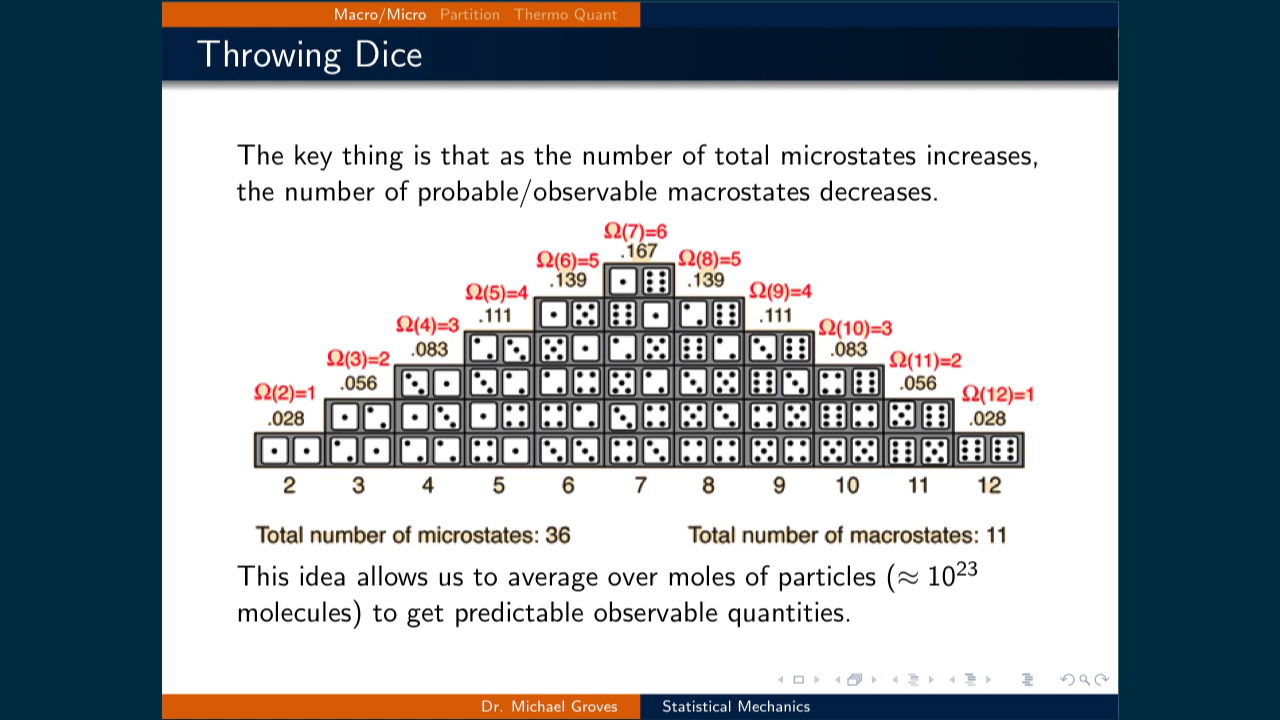 Macro/Micro Partition Thermo Quant
Throwing Dice
The key thing is that as the number of total microstates increases,
the number of probable/observable macrostates decreases.
Ω(7)=6
.167
Ω(6)=5
.139
Ω(8)=5
.139
Ω(5)=4
.111
Ω(9)=4
.111
Ω(4)=3
.083
Ω(10)=3
.083
Ω(3)=2
.056
Ω(11)=2
.056
Ω(2)=1
.028
Ω(12)=1
.028
2 3 4 5 6 7 8 9 10 11 12
Total number of microstates: 36 Total number of macrostates: 11
This idea allows us to average over moles of particles (≈ 10²³
molecules) to get predictable observable quantities.
Dr. Michael Groves Statistical Mechanics